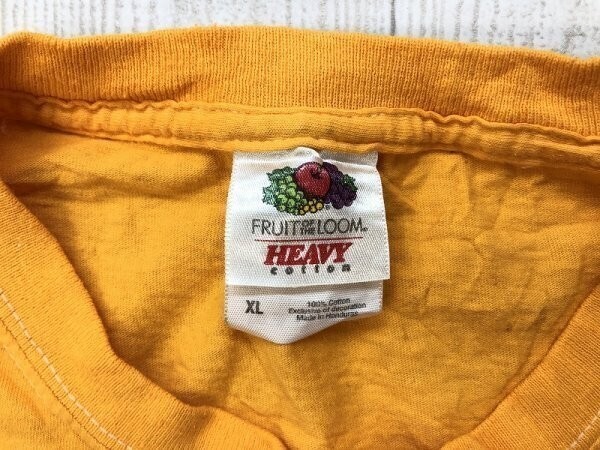 FRUIT OF THE LOOM®
HEAVY
cotton
XL
100% Cotton
Exclusive of decoration
Made in Honduras